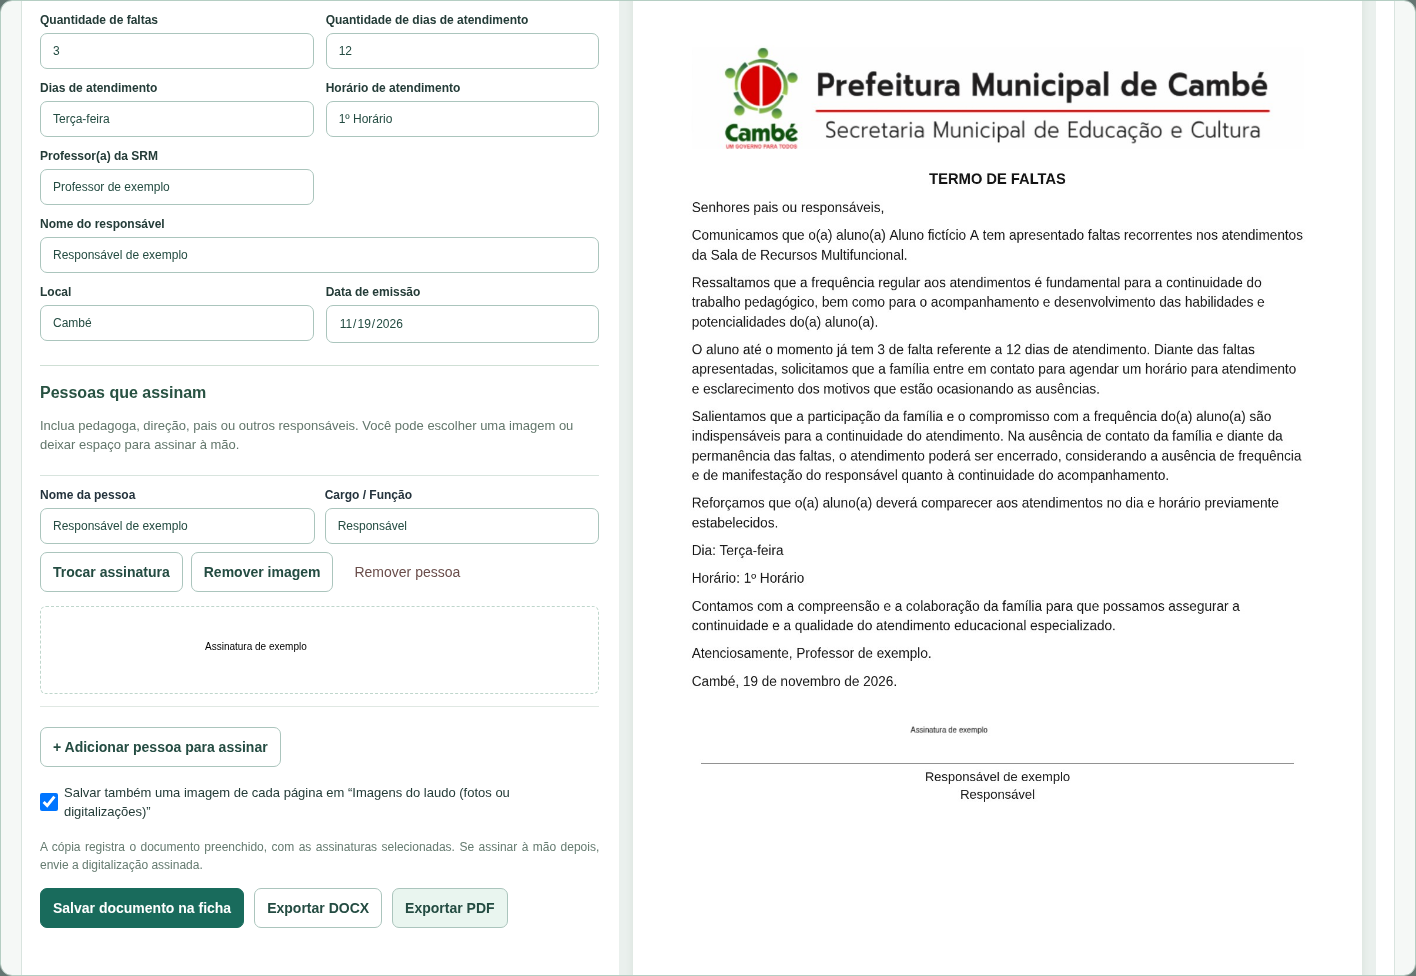 Quantidade de faltas
Quantidade de dias de atendimento
3
12
Dias de atendimento
Horário de atendimento
Terça-feira
1º Horário
Professor(a) da SRM
Professor de exemplo
Nome do responsável
Responsável de exemplo
Local
Data de emissão
Cambé
11/19/2026
Pessoas que assinam
Inclua pedagoga, direção, pais ou outros responsáveis. Você pode escolher uma imagem ou
deixar espaço para assinar à mão.
Nome da pessoa
Cargo / Função
Responsável de exemplo
Responsável
Trocar assinatura
Remover imagem
Remover pessoa
Assinatura de exemplo
+ Adicionar pessoa para assinar
Salvar também uma imagem de cada página em “Imagens do laudo (fotos ou
digitalizações)”
A cópia registra o documento preenchido, com as assinaturas selecionadas. Se assinar à mão depois,
envie a digitalização assinada.
Salvar documento na ficha
Exportar DOCX
Exportar PDF
Cambé
UM GOVERNO PARA TODOS
Prefeitura Municipal de Cambé
Secretaria Municipal de Educação e Cultura
TERMO DE FALTAS
Senhores pais ou responsáveis,
Comunicamos que o(a) aluno(a) Aluno fictício A tem apresentado faltas recorrentes nos atendimentos
da Sala de Recursos Multifuncional.
Ressaltamos que a frequência regular aos atendimentos é fundamental para a continuidade do
trabalho pedagógico, bem como para o acompanhamento e desenvolvimento das habilidades e
potencialidades do(a) aluno(a).
O aluno até o momento já tem 3 de falta referente a 12 dias de atendimento. Diante das faltas
apresentadas, solicitamos que a família entre em contato para agendar um horário para atendimento
e esclarecimento dos motivos que estão ocasionando as ausências.
Salientamos que a participação da família e o compromisso com a frequência do(a) aluno(a) são
indispensáveis para a continuidade do atendimento. Na ausência de contato da família e diante da
permanência das faltas, o atendimento poderá ser encerrado, considerando a ausência de frequência
e de manifestação do responsável quanto à continuidade do acompanhamento.
Reforçamos que o(a) aluno(a) deverá comparecer aos atendimentos no dia e horário previamente
estabelecidos.
Dia: Terça-feira
Horário: 1º Horário
Contamos com a compreensão e a colaboração da família para que possamos assegurar a
continuidade e a qualidade do atendimento educacional especializado.
Atenciosamente, Professor de exemplo.
Cambé, 19 de novembro de 2026.
Assinatura de exemplo
Responsável de exemplo
Responsável